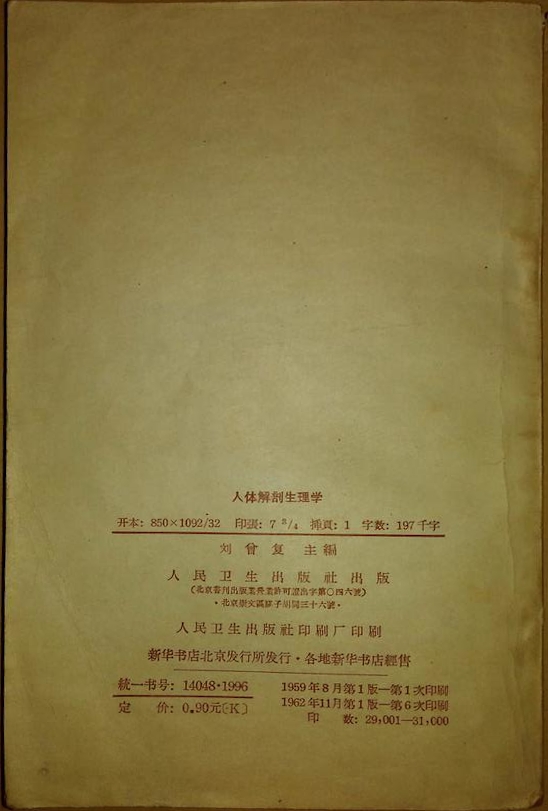 人体解剖生理学
开本: 850×1092/32 印張: 7 3/4 插頁: 1 字数: 197千字
刘曾复 主編
人民卫生出版社出版
(北京書刊出版業营業許可證出字第〇四六號)
·北京崇文區 子胡同三十六號·
人民卫生出版社印刷厂印刷
新华书店北京发行所发行·各地新华书店經售
統一书号: 14048·1996
定 价: 0.90元〔K〕
1959年8月第1版—第1次印刷
1962年11月第1版—第6次印刷
印 数: 29,001—31,000